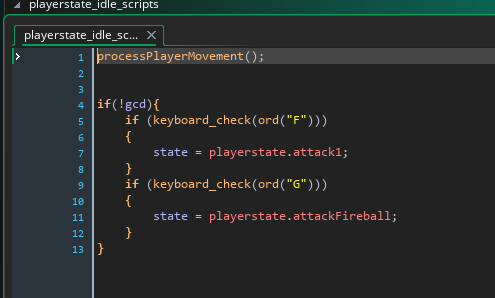 playerstate_idle_scripts
playerstate_idle_sc... ×
1 processPlayerMovement();
2
3
4 if(!gcd){
5     if (keyboard_check(ord("F")))
6     {
7         state = playerstate.attack1;
8     }
9     if (keyboard_check(ord("G")))
10     {
11         state = playerstate.attackFireball;
12     }
13 }